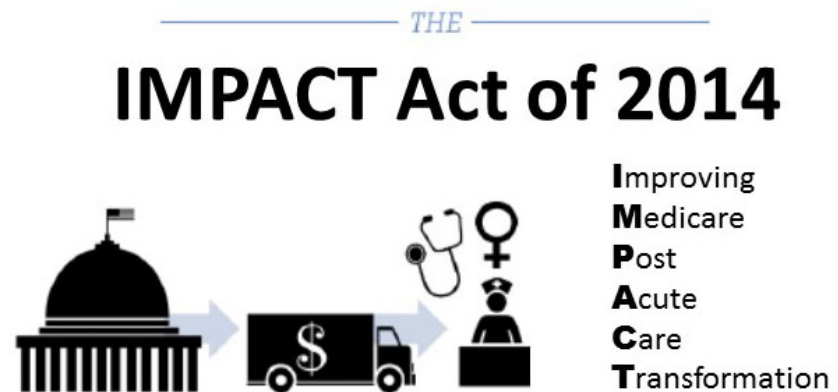 THE
IMPACT Act of 2014
Improving
Medicare
Post
Acute
Care
Transformation
$